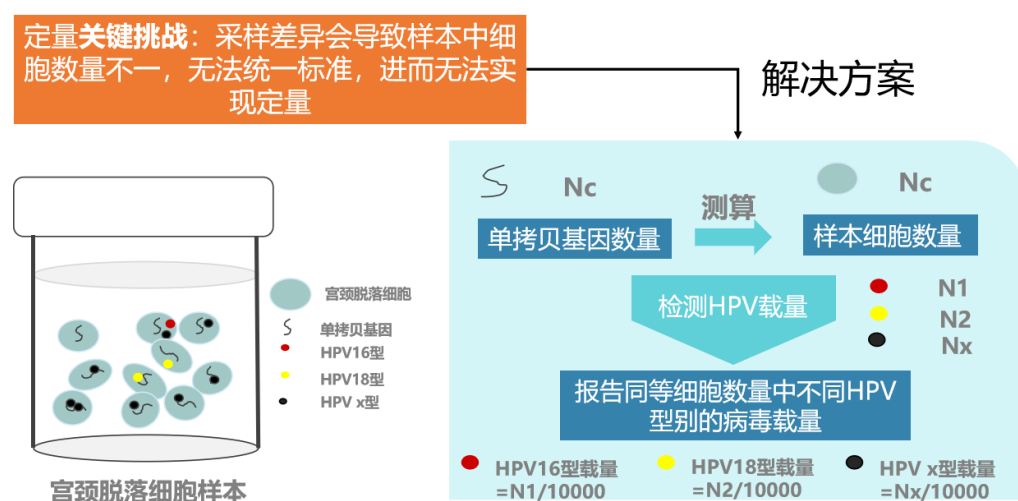 定量关键挑战：采样差异会导致样本中细
胞数量不一，无法统一标准，进而无法实
现定量
解决方案
Nc
单拷贝基因数量
测算
Nc
样本细胞数量
检测HPV载量
N1
N2
Nx
报告同等细胞数量中不同HPV
型别的病毒载量
HPV16型载量
=N1/10000
HPV18型载量
=N2/10000
HPV x型载量
=Nx/10000
宫颈脱落细胞
单拷贝基因
HPV16型
HPV18型
HPV x型
宫颈脱落细胞样本